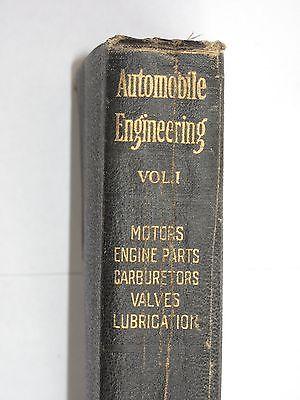 Automobile
Engineering
VOL. I
MOTORS
ENGINE PARTS
CARBURETORS
VALVES
LUBRICATION